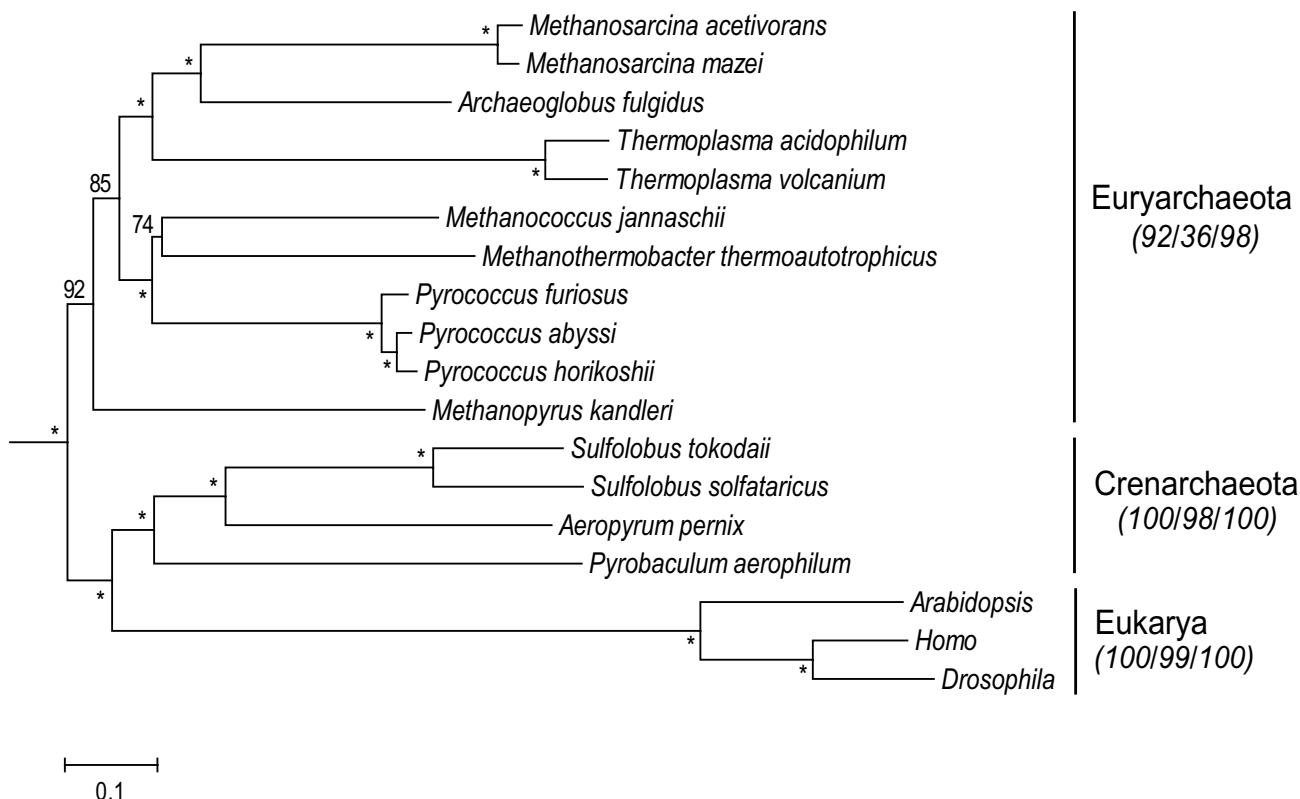 * Methanosarcina acetivorans
* Methanosarcina mazei
* Archaeoglobus fulgidus
Thermoplasma acidophilum
* Thermoplasma volcanium
85
Euryarchaeota
(92/36/98)
74 Methanococcus jannaschii
Methanothermobacter thermoautotrophicus
92 * Pyrococcus furiosus
* Pyrococcus abyssi
* Pyrococcus horikoshii
Methanopyrus kandleri
*
* Sulfolobus tokodaii
* Sulfolobus solfataricus
* Aeropyrum pernix
Pyrobaculum aerophilum
Crenarchaeota
(100/98/100)
* Arabidopsis
* Homo
* Drosophila
Eukarya
(100/99/100)
0.1